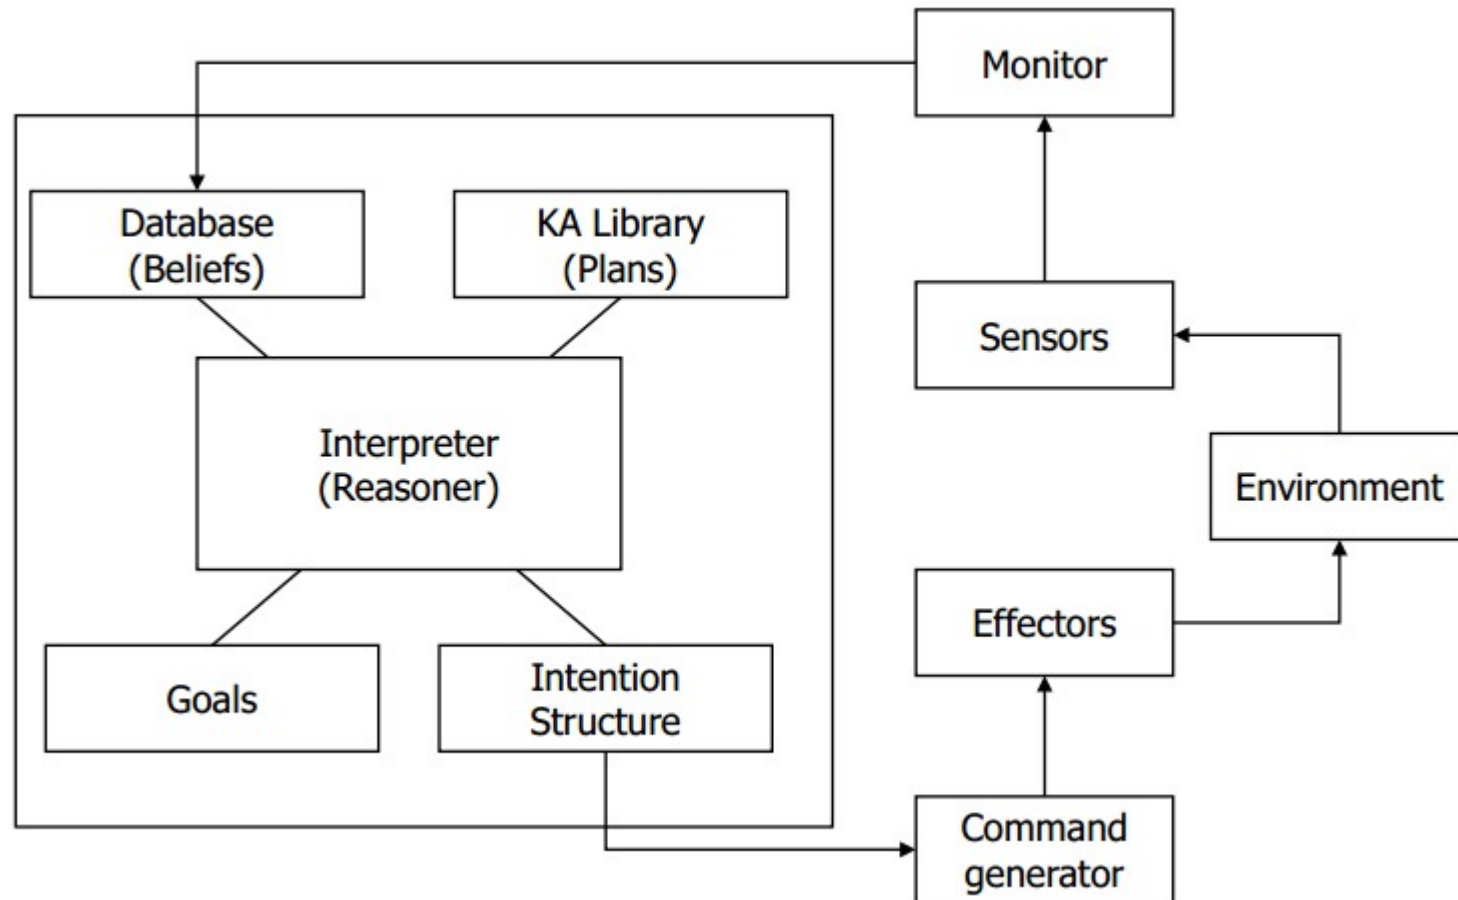 Monitor
Database
(Beliefs)
KA Library
(Plans)
Sensors
Interpreter
(Reasoner)
Environment
Effectors
Goals
Intention
Structure
Command
generator